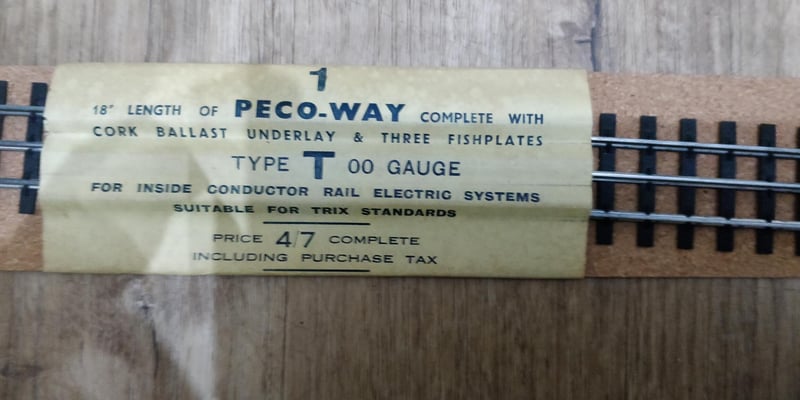 1
18" LENGTH OF PECO-WAY COMPLETE WITH
CORK BALLAST UNDERLAY & THREE FISHPLATES
TYPE T 00 GAUGE
FOR INSIDE CONDUCTOR RAIL ELECTRIC SYSTEMS
SUITABLE FOR TRIX STANDARDS
PRICE 4/7 COMPLETE
INCLUDING PURCHASE TAX